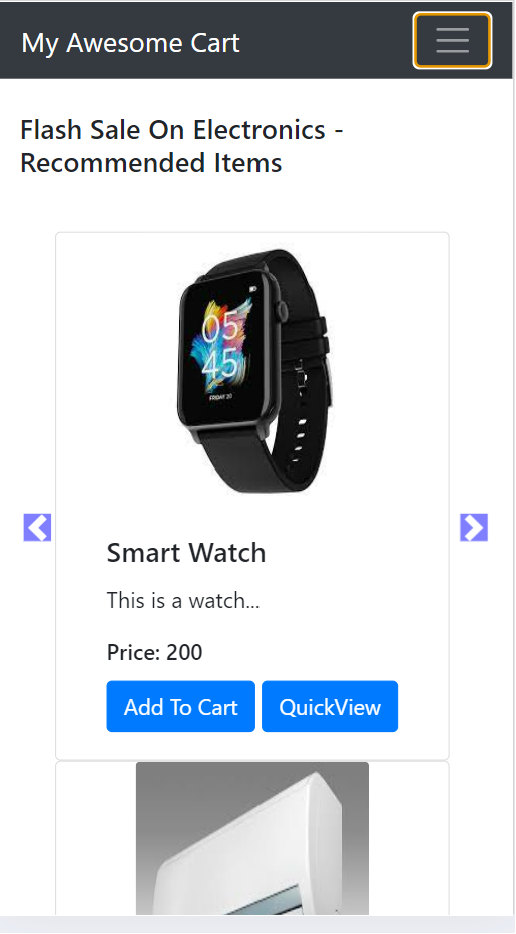 My Awesome Cart
Flash Sale On Electronics -
Recommended Items
05
45
FRIDAY 20
Smart Watch
This is a watch...
Price: 200
Add To Cart QuickView